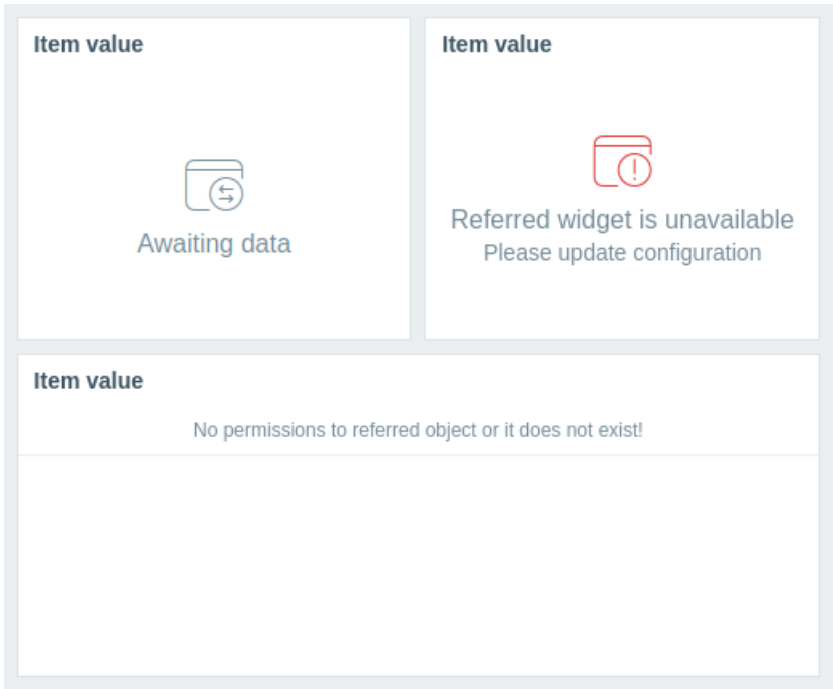 Item value
Awaiting data
Item value
Referred widget is unavailable
Please update configuration
Item value
No permissions to referred object or it does not exist!